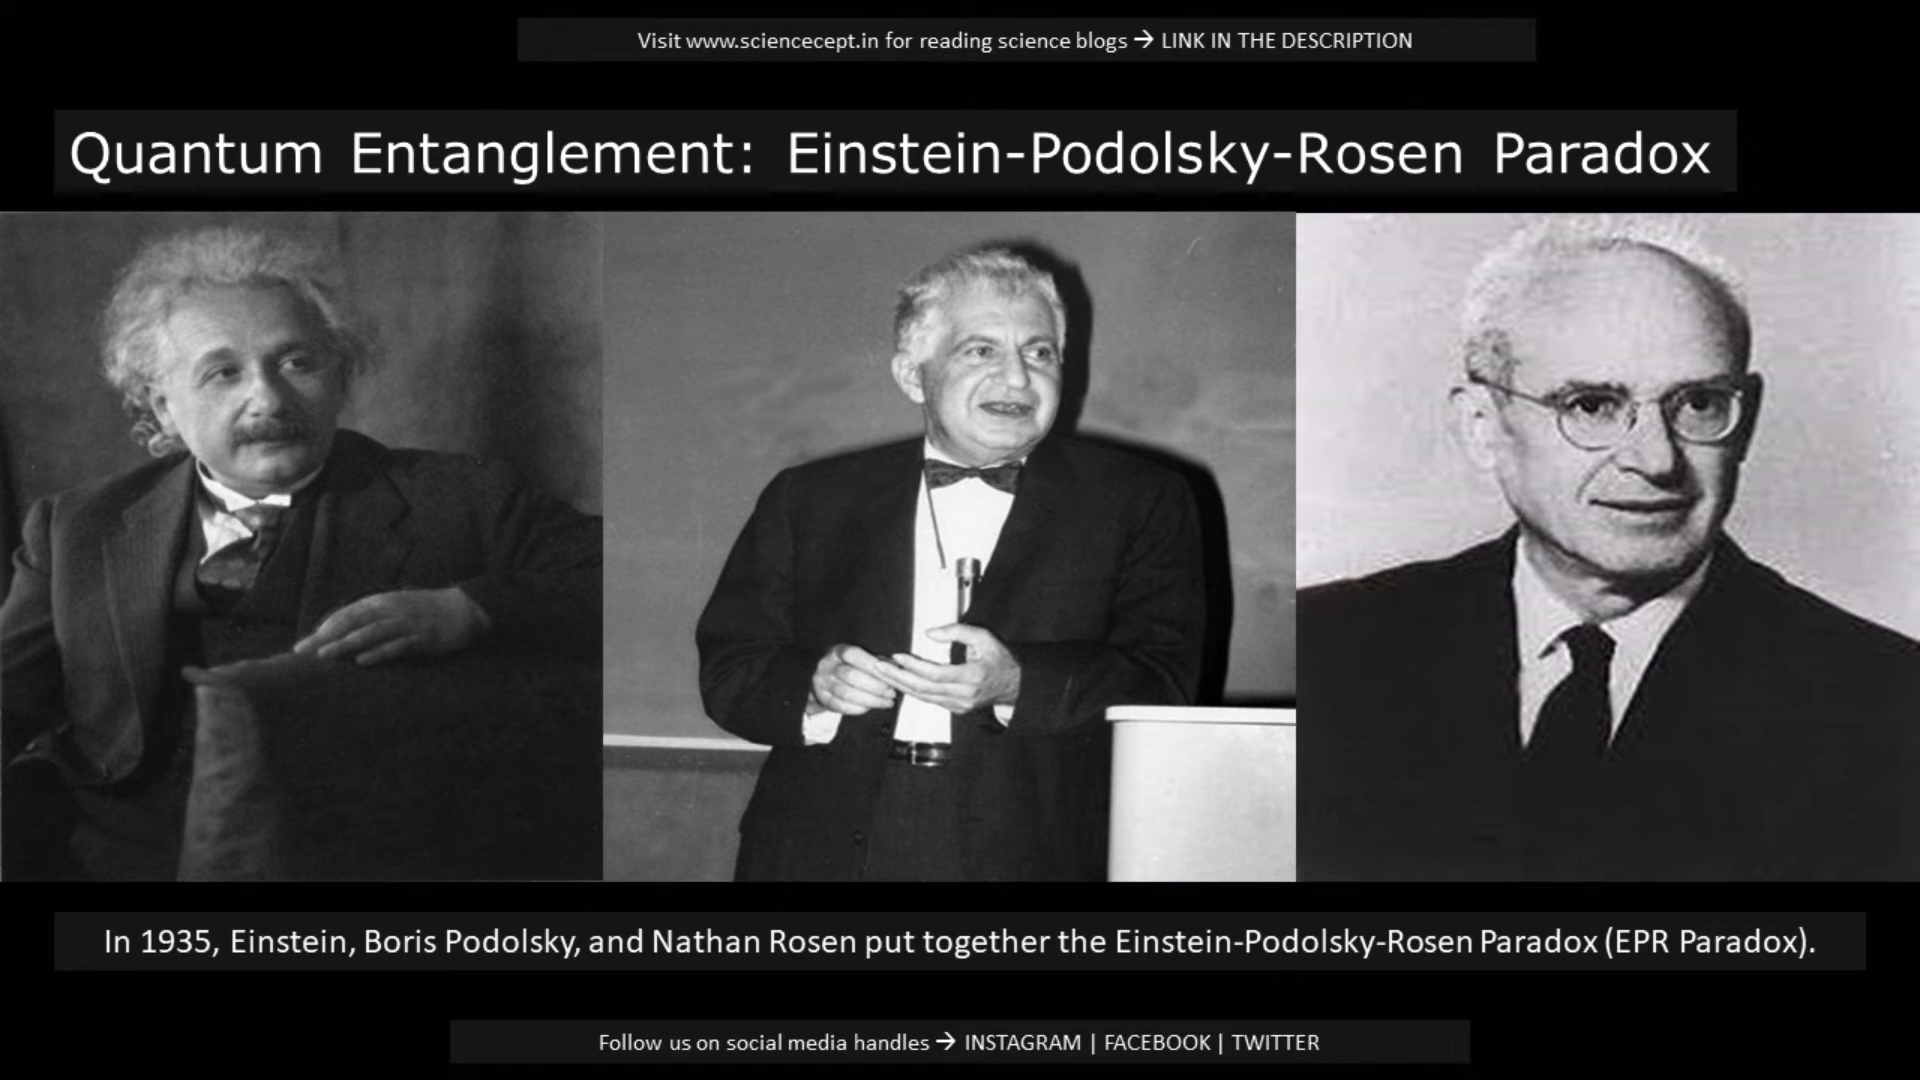 Visit www.sciencecept.in for reading science blogs → LINK IN THE DESCRIPTION
Quantum Entanglement: Einstein-Podolsky-Rosen Paradox
In 1935, Einstein, Boris Podolsky, and Nathan Rosen put together the Einstein-Podolsky-Rosen Paradox (EPR Paradox).
Follow us on social media handles → INSTAGRAM | FACEBOOK | TWITTER